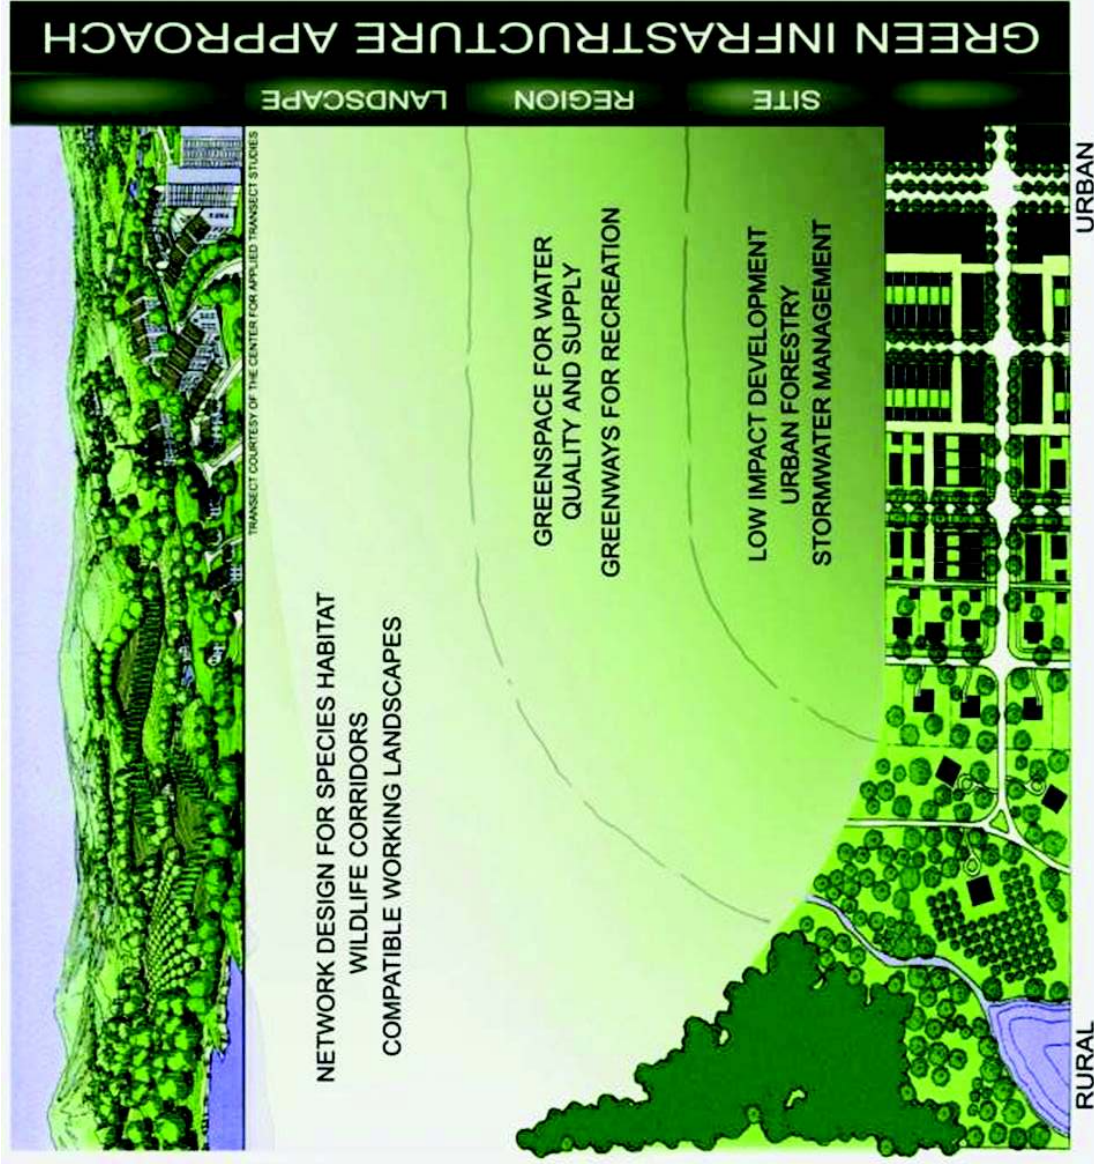 GREEN INFRASTRUCTURE APPROACH
LANDSCAPE
REGION
SITE
TRANSECT COURTESY OF THE CENTER FOR APPLIED TRANSECT STUDIES
NETWORK DESIGN FOR SPECIES HABITAT
WILDLIFE CORRIDORS
COMPATIBLE WORKING LANDSCAPES
GREENSPACE FOR WATER
QUALITY AND SUPPLY
GREENWAYS FOR RECREATION
LOW IMPACT DEVELOPMENT
URBAN FORESTRY
STORMWATER MANAGEMENT
RURAL
URBAN